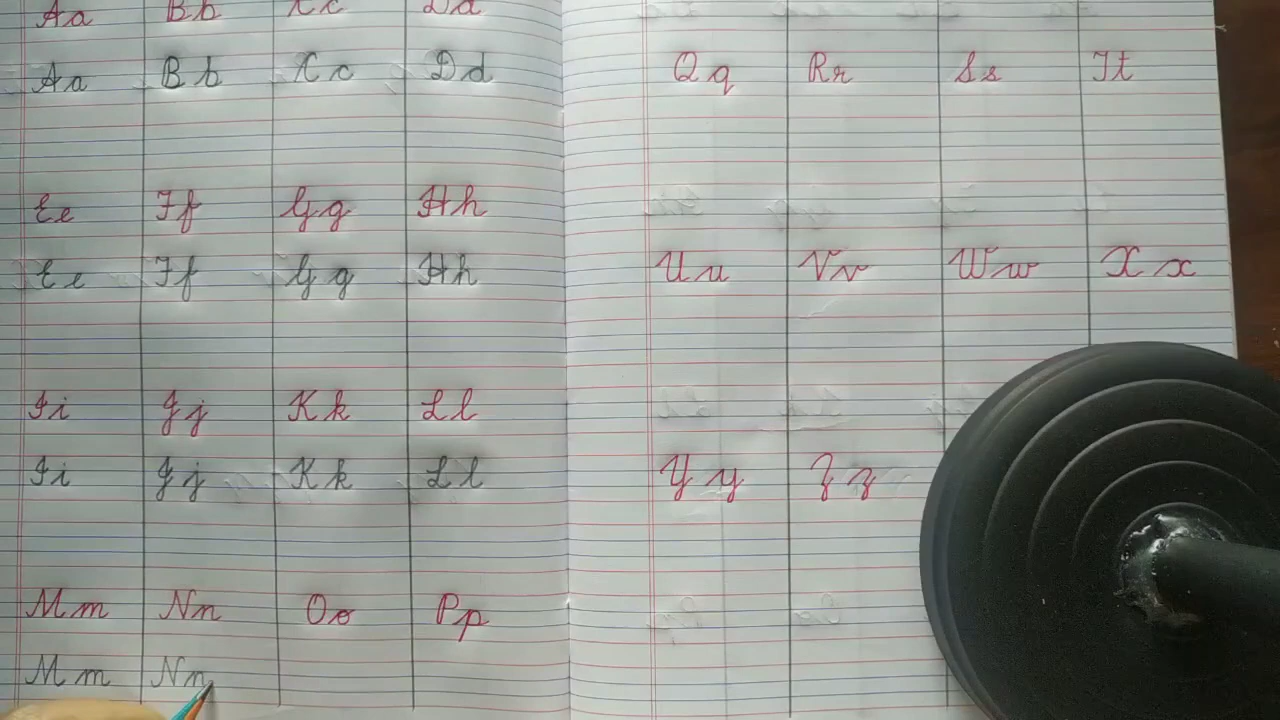 Aa Bb Cc Dd
Aa Bb Cc Dd
Ee Ff Gg Hh
Ee Ff Gg Hh
Ii Jj Kk Ll
Ii Jj Kk Ll
Mm Nn Oo Pp
Mm Nn
Qq Rr Ss Tt
Uu Vv Ww Xx
Yy Zz